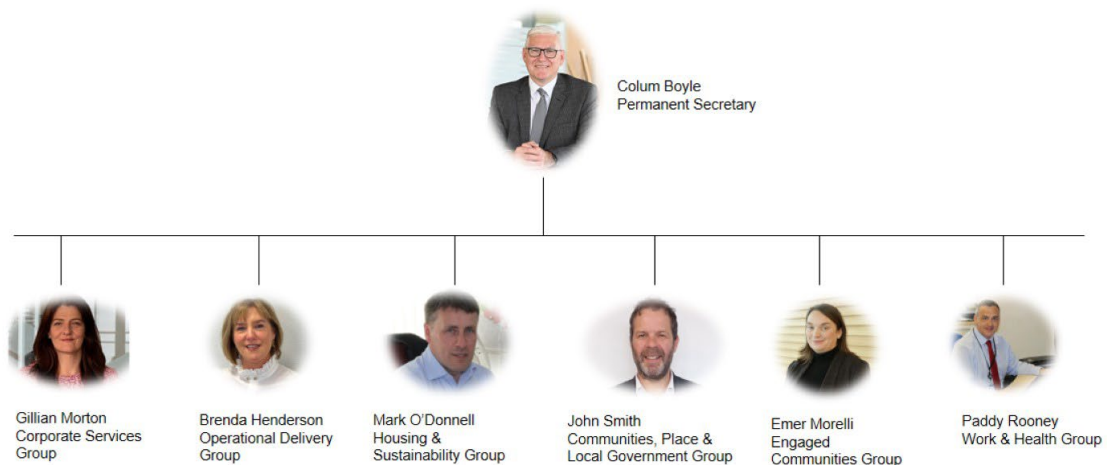 Colum Boyle
Permanent Secretary
Gillian Morton
Corporate Services
Group
Brenda Henderson
Operational Delivery
Group
Mark O'Donnell
Housing &
Sustainability Group
John Smith
Communities, Place &
Local Government Group
Emer Morelli
Engaged
Communities Group
Paddy Rooney
Work & Health Group